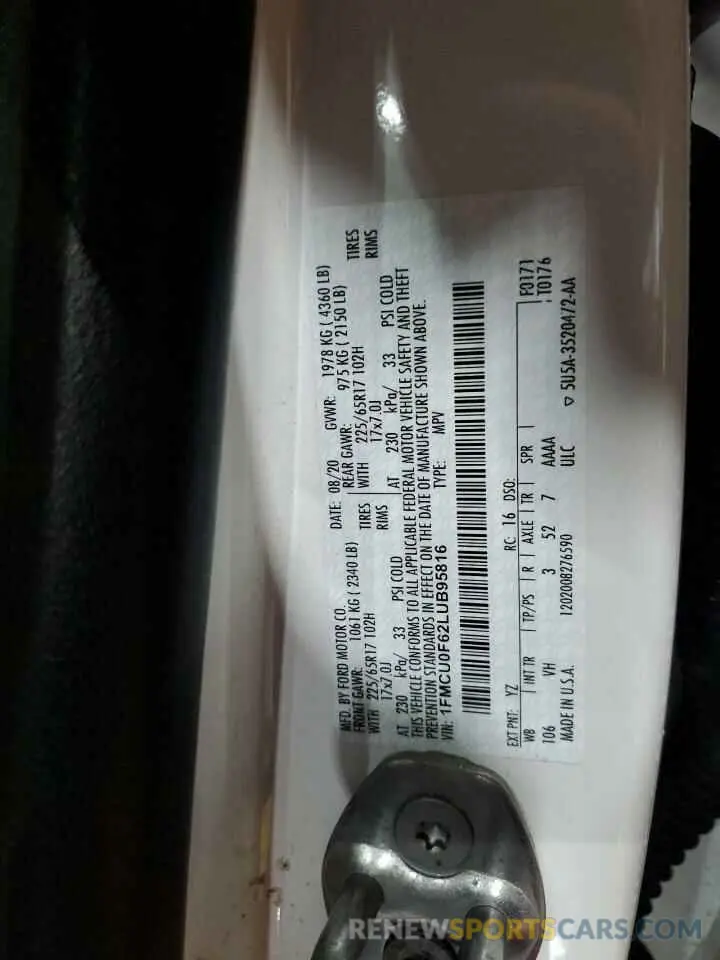 MFD. BY FORD MOTOR CO.
DATE: 08/20
GVWR: 1978 KG ( 4360 LB)
FRONT GAWR: 1061 KG ( 2340 LB)
REAR GAWR: 975 KG ( 2150 LB)
WITH 225/65R17 102H TIRES
WITH 225/65R17 102H TIRES
17x7.0J RIMS
17x7.0J RIMS
AT 230 kPa/ 33 PSI COLD
AT 230 kPa/ 33 PSI COLD
THIS VEHICLE CONFORMS TO ALL APPLICABLE FEDERAL MOTOR VEHICLE SAFETY AND THEFT
PREVENTION STANDARDS IN EFFECT ON THE DATE OF MANUFACTURE SHOWN ABOVE.
VIN: 1FMCU0F62LUB95816
TYPE: MPV
EXT PNT: YZ RC: 16 DSO:
F0171
WB | INT TR | TP/PS | R | AXLE | TR | SPR | T0176
106 VH 3 52 7 AAAA
MADE IN U.S.A. 1202008276590 ULC 5U5A-3520472-AA
RENEWSPORTSCARS.COM